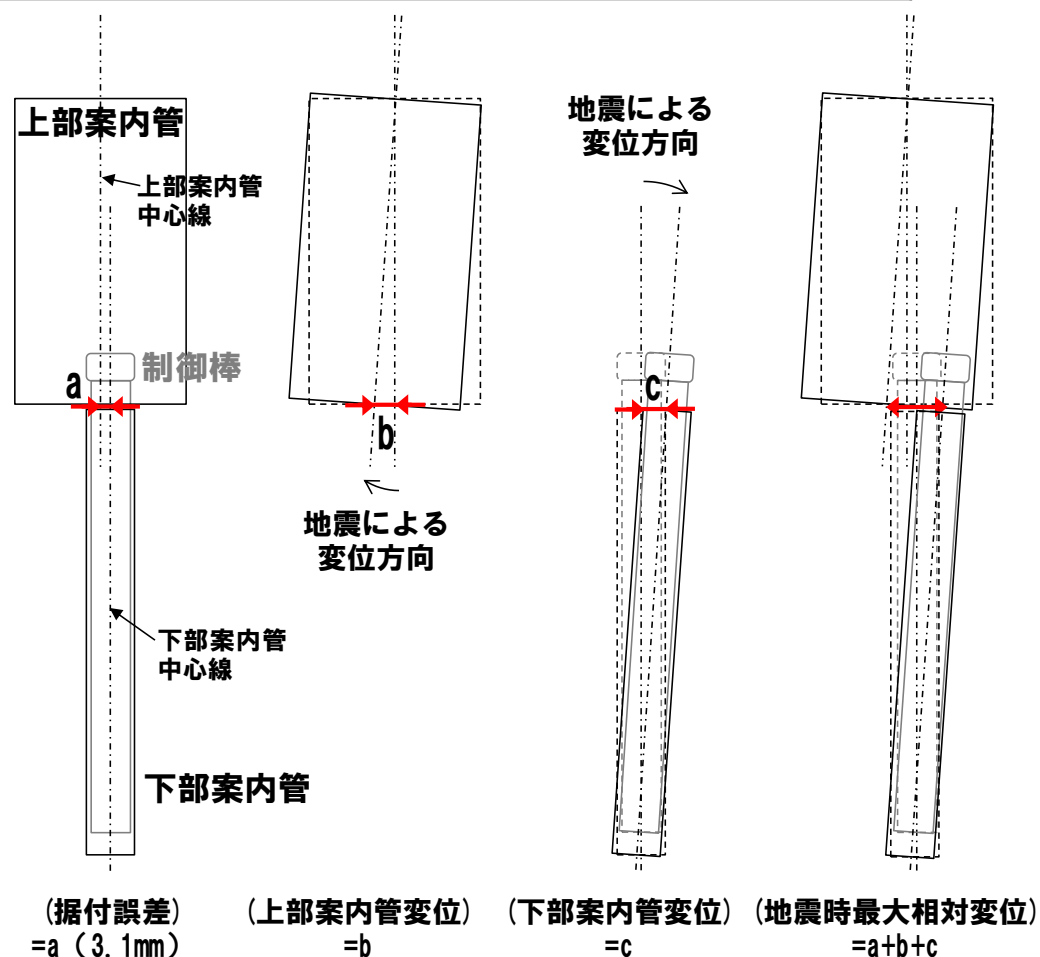 上部案内管
上部案内管
中心線
制御棒
a
下部案内管
中心線
下部案内管
(据付誤差)
=a (3.1mm)
b
地震による
変位方向
(上部案内管変位)
=b
地震による
変位方向
c
(下部案内管変位)
=c
(地震時最大相対変位)
=a+b+c